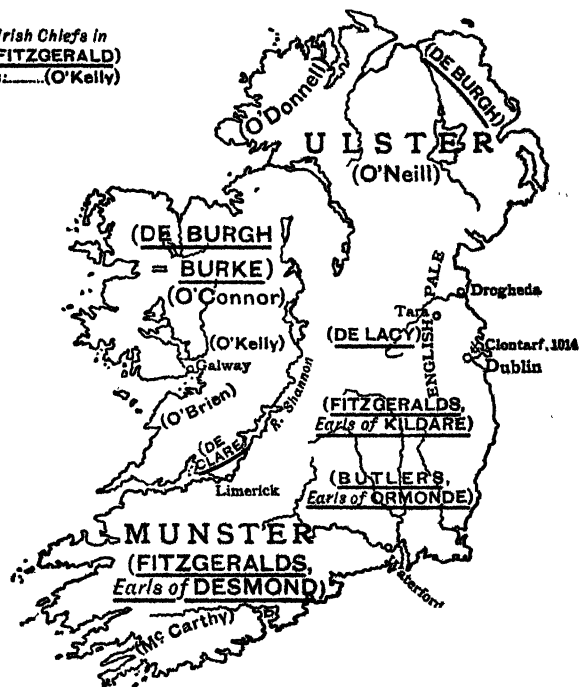 Irish Chiefs in
FITZGERALD)
(O'Kelly)
O'Donnell
(DE BURGH)
ULSTER
(O'Neill)
(DE BURGH
= BURKE)
(O'Connor)
ENGLISH PALE
Drogheda
Tara
(DE LACY)
Clontarf, 1014
Dublin
(O'Kelly)
Galway
(O'Brien)
R. Shannon
(DE
CLARE)
Limerick
(FITZGERALDS,
Earls of KILDARE)
(BUTLERS,
Earls of ORMONDE)
MUNSTER
(FITZGERALDS,
Earls of DESMOND)
Waterford
(McCarthy)